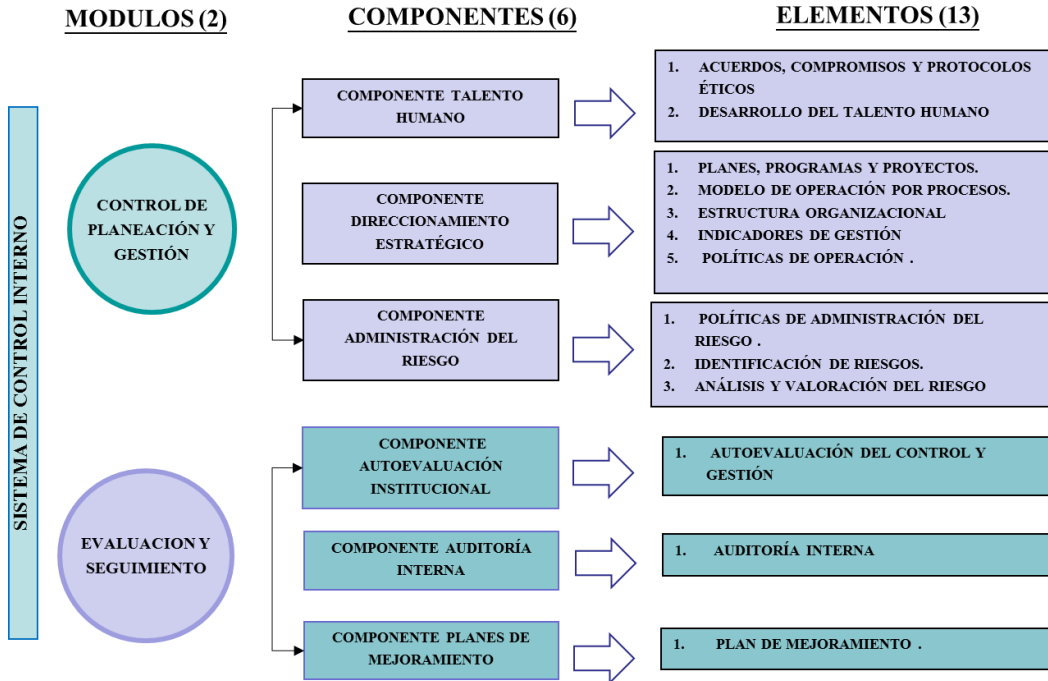 MODULOS (2)
COMPONENTES (6)
ELEMENTOS (13)
SISTEMA DE CONTROL INTERNO
CONTROL DE
PLANEACIÓN Y
GESTIÓN
COMPONENTE TALENTO
HUMANO
1. ACUERDOS, COMPROMISOS Y PROTOCOLOS
ÉTICOS
2. DESARROLLO DEL TALENTO HUMANO
COMPONENTE
DIRECCIONAMIENTO
ESTRATÉGICO
1. PLANES, PROGRAMAS Y PROYECTOS.
2. MODELO DE OPERACIÓN POR PROCESOS.
3. ESTRUCTURA ORGANIZACIONAL
4. INDICADORES DE GESTIÓN
5. POLÍTICAS DE OPERACIÓN .
COMPONENTE
ADMINISTRACIÓN DEL
RIESGO
1. POLÍTICAS DE ADMINISTRACIÓN DEL
RIESGO .
2. IDENTIFICACIÓN DE RIESGOS.
3. ANÁLISIS Y VALORACIÓN DEL RIESGO
EVALUACION Y
SEGUIMIENTO
COMPONENTE
AUTOEVALUACIÓN
INSTITUCIONAL
1. AUTOEVALUACIÓN DEL CONTROL Y
GESTIÓN
COMPONENTE AUDITORÍA
INTERNA
1. AUDITORÍA INTERNA
COMPONENTE PLANES DE
MEJORAMIENTO
1. PLAN DE MEJORAMIENTO .